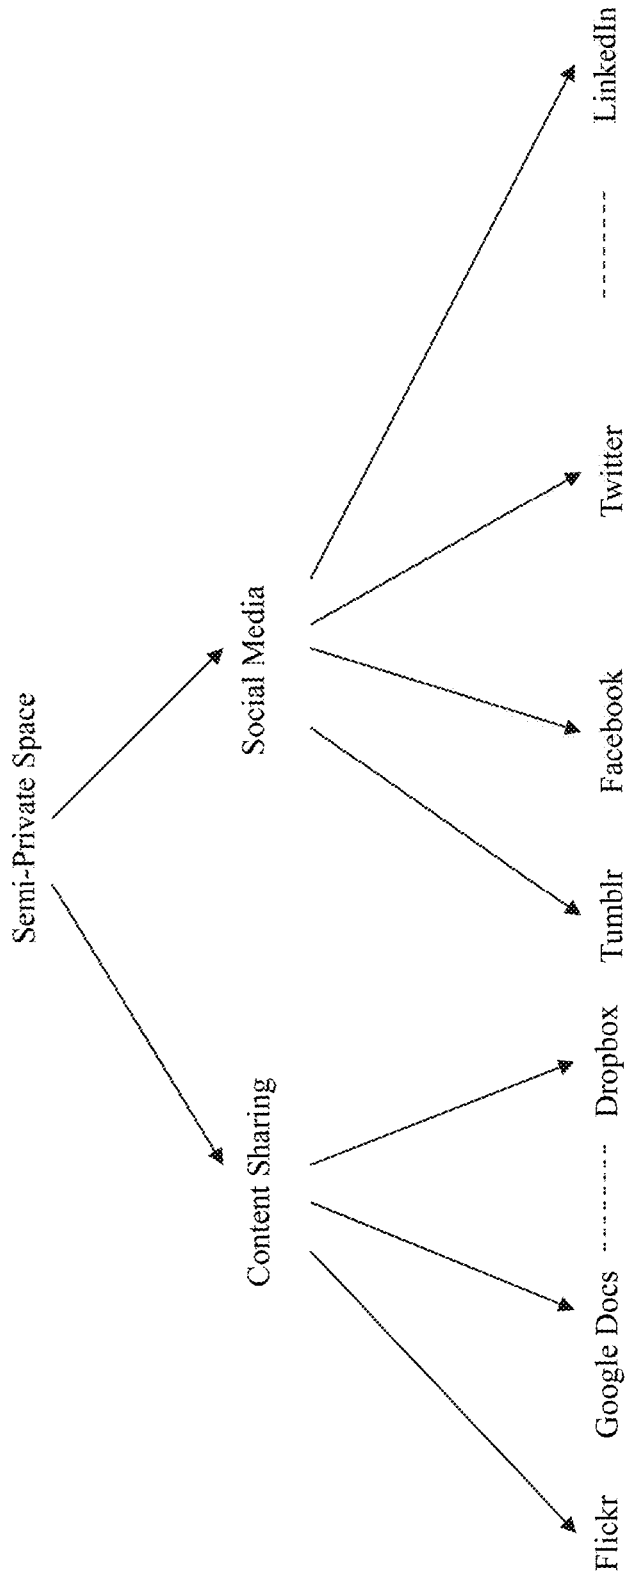 Semi-Private Space
Content Sharing
Social Media
Flickr
Google Docs
Dropbox
Tumblr
Facebook
Twitter
LinkedIn